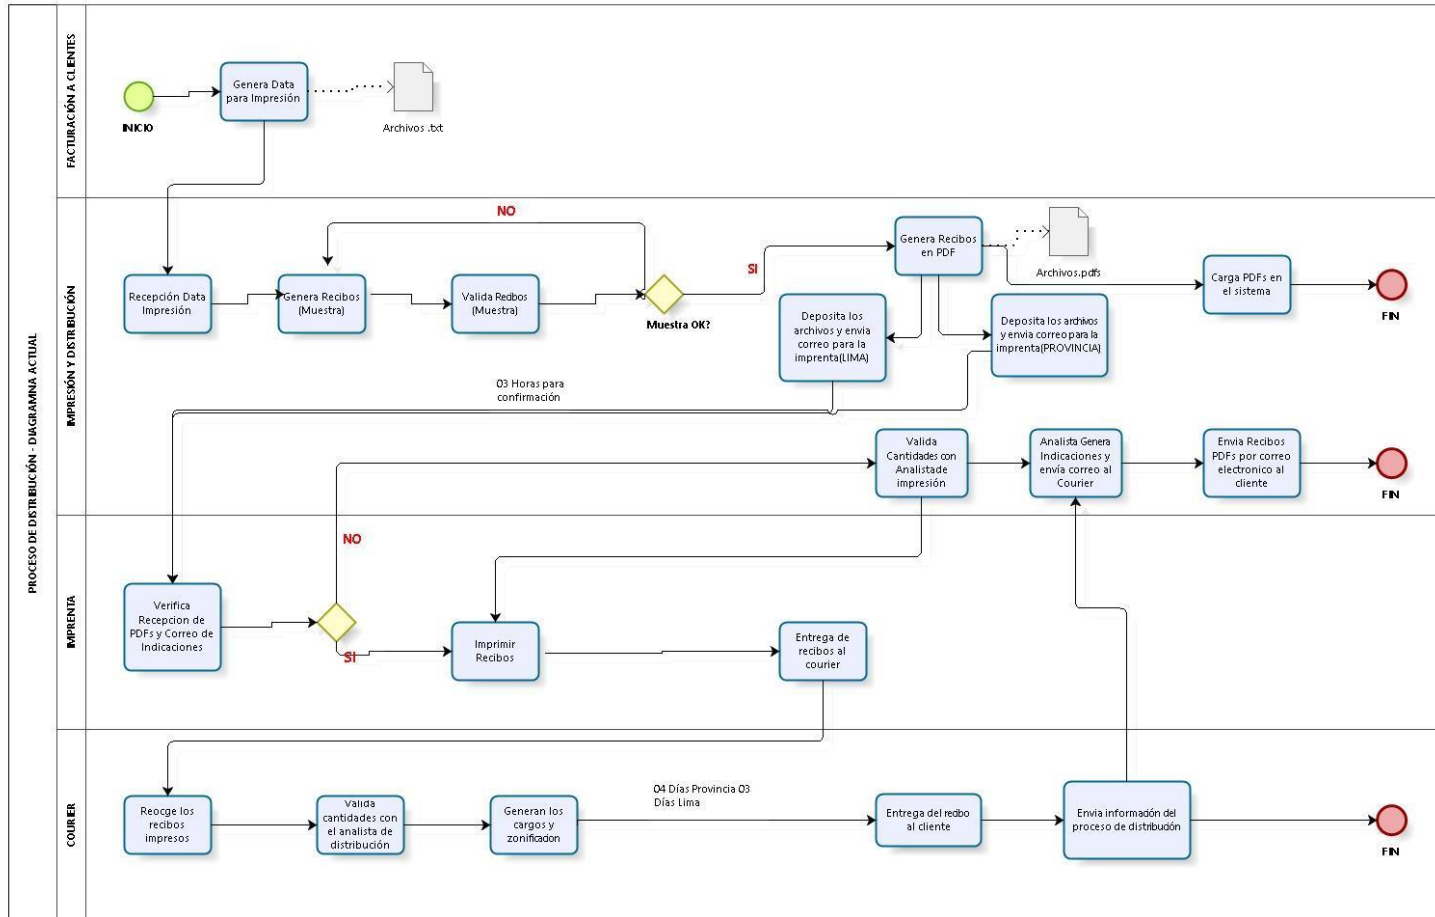 PROCESO DE DISTRIBUCIÓN - DIAGRAMNA ACTUAL
FACTURACIÓN A CLIENTES
INICIO
Genera Data
para Impresión
Archivos .txt
IMPRESIÓN Y DISTRIBUCIÓN
Recepción Data
Impresión
Genera Recibos
(Muestra)
Valida Recibos
(Muestra)
NO
Muestra OK?
SI
Genera Recibos
en PDF
Archivos.pdfs
Carga PDFs en
el sistema
FIN
Deposita los
archivos y envia
correo para la
imprenta(LIMA)
Deposita los archivos
y envia correo para la
imprenta(PROVINCIA)
03 Horas para
confirmación
Valida
Cantidades con
Analista de
impresión
Analista Genera
Indicaciones y
envía correo al
Courier
Envia Recibos
PDFs por correo
electronico al
cliente
FIN
IMPRENTA
Verifica
Recepcion de
PDFs y Correo de
Indicaciones
NO
SI
Imprimir
Recibos
Entrega de
recibos al
courier
COURIER
Reocge los
recibos
impresos
Valida
cantidades con
el analista de
distribución
Generan los
cargos y
zonificadon
04 Días Provincia 03
Días Lima
Entrega del recibo
al cliente
Envia información del
proceso de distribución
FIN